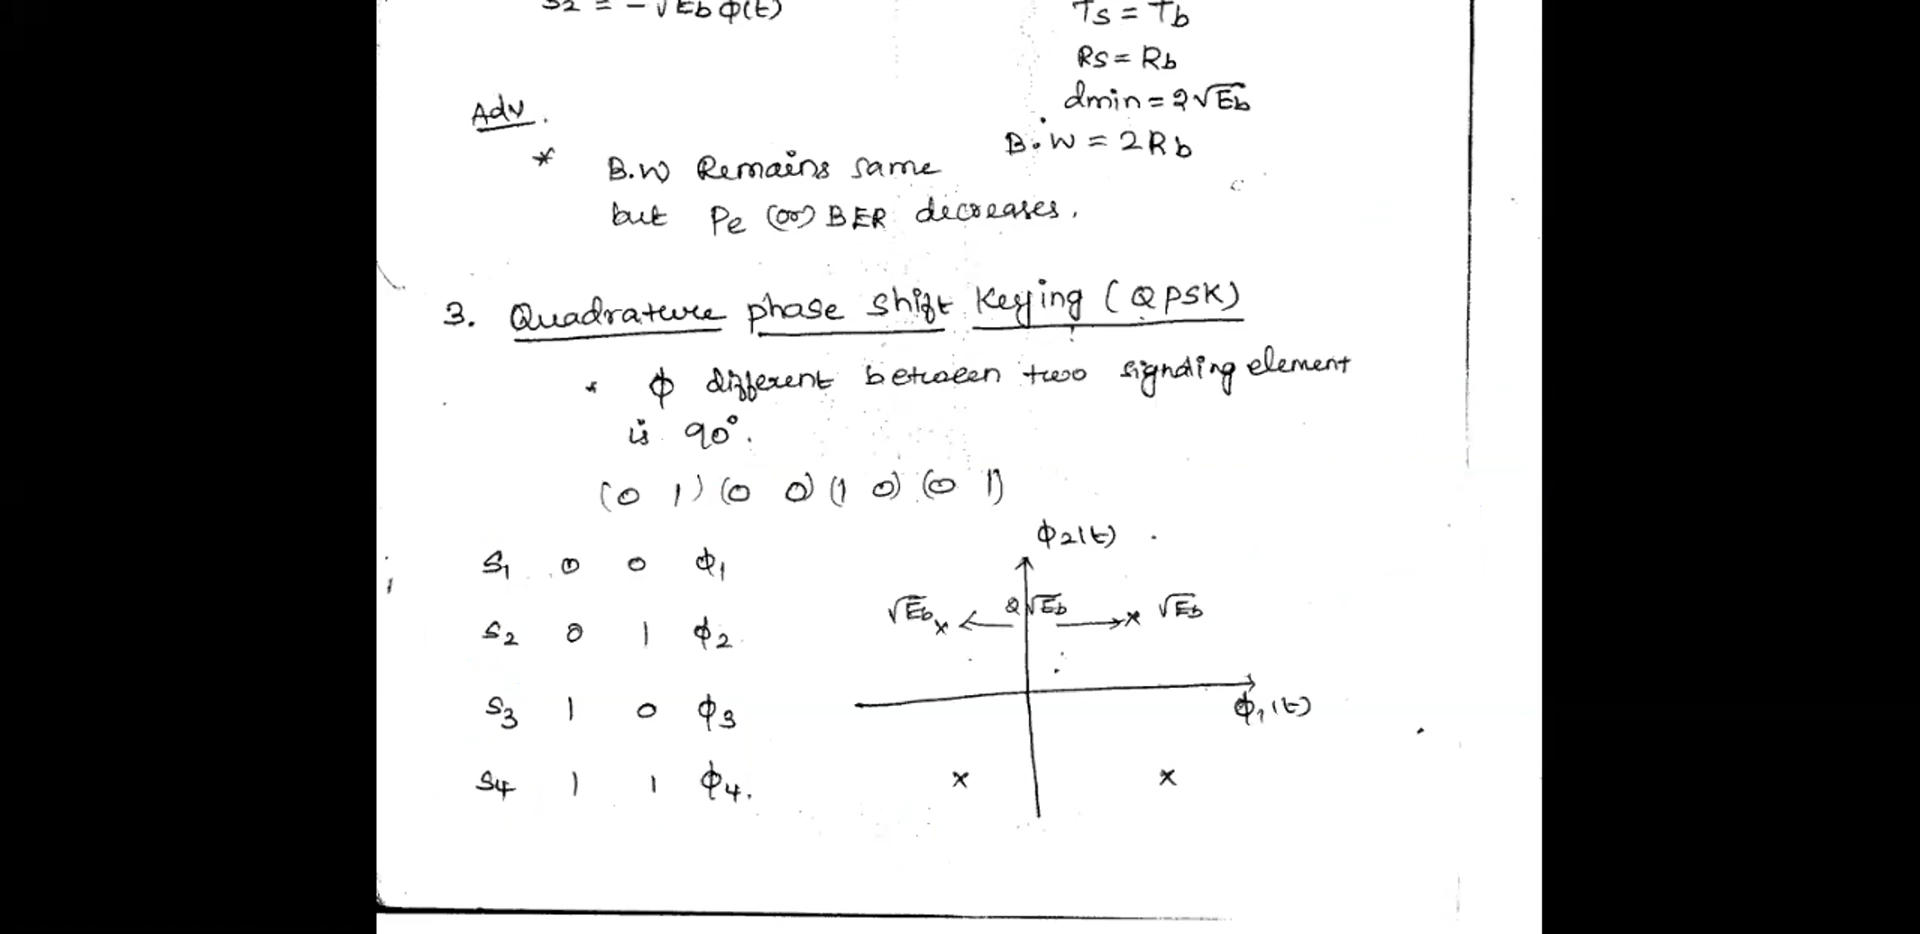 S2 = -√Eb ϕ(t)
Ts = Tb
Rs = Rb
dmin = 2√Eb
B.W = 2Rb
Adv.
* B.W Remains same
but Pe (or) BER decreases.
3. Quadrature phase shift Keying (QPSK)
* ϕ different between two signaling element
is 90°.
(0 1) (0 0) (1 0) (0 1)
S1 0 0 ϕ1
S2 0 1 ϕ2
S3 1 0 ϕ3
S4 1 1 ϕ4.
ϕ2(t)
√Eb 2√Eb √Eb
ϕ1(t)